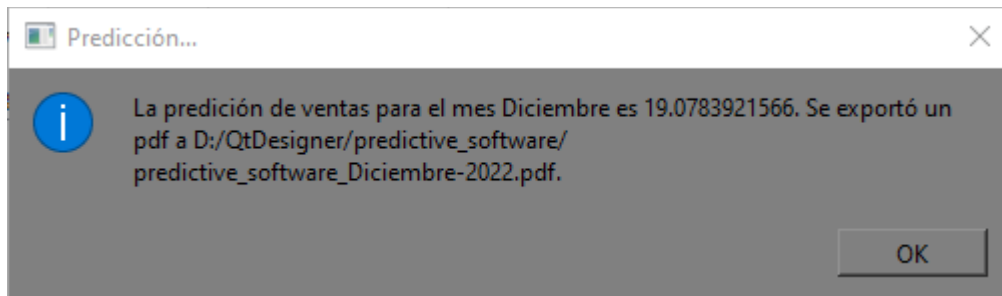 Predicción...
La predición de ventas para el mes Diciembre es 19.0783921566. Se exportó un
pdf a D:/QtDesigner/predictive_software/
predictive_software_Diciembre-2022.pdf.
OK